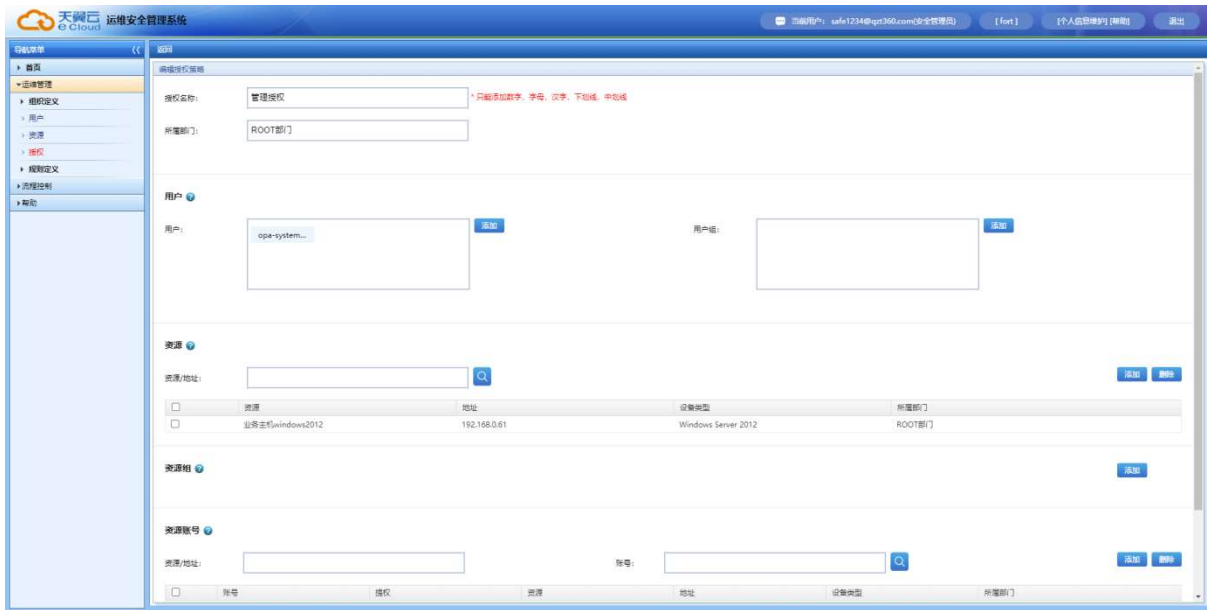 天翼云
e Cloud
运维安全管理系统
当前用户：safe1234@qzt360.com(安全管理员)
[fort]
[个人信息维护] [帮助]
退出
导航菜单
返回
首页
运维管理
组织定义
用户
资源
授权
规则定义
流程控制
帮助
编辑授权策略
授权名称：
管理授权
* 只能添加数字、字母、汉字、下划线、中划线
所属部门：
ROOT部门
用户
用户：
opa-system...
添加
用户组：
添加
资源
资源/地址：
添加 删除
资源 地址 设备类型 所属部门
业务主机windows2012 192.168.0.61 Windows Server 2012 ROOT部门
资源组
添加
资源账号
资源/地址：
账号：
添加 删除
账号 授权 资源 地址 设备类型 所属部门